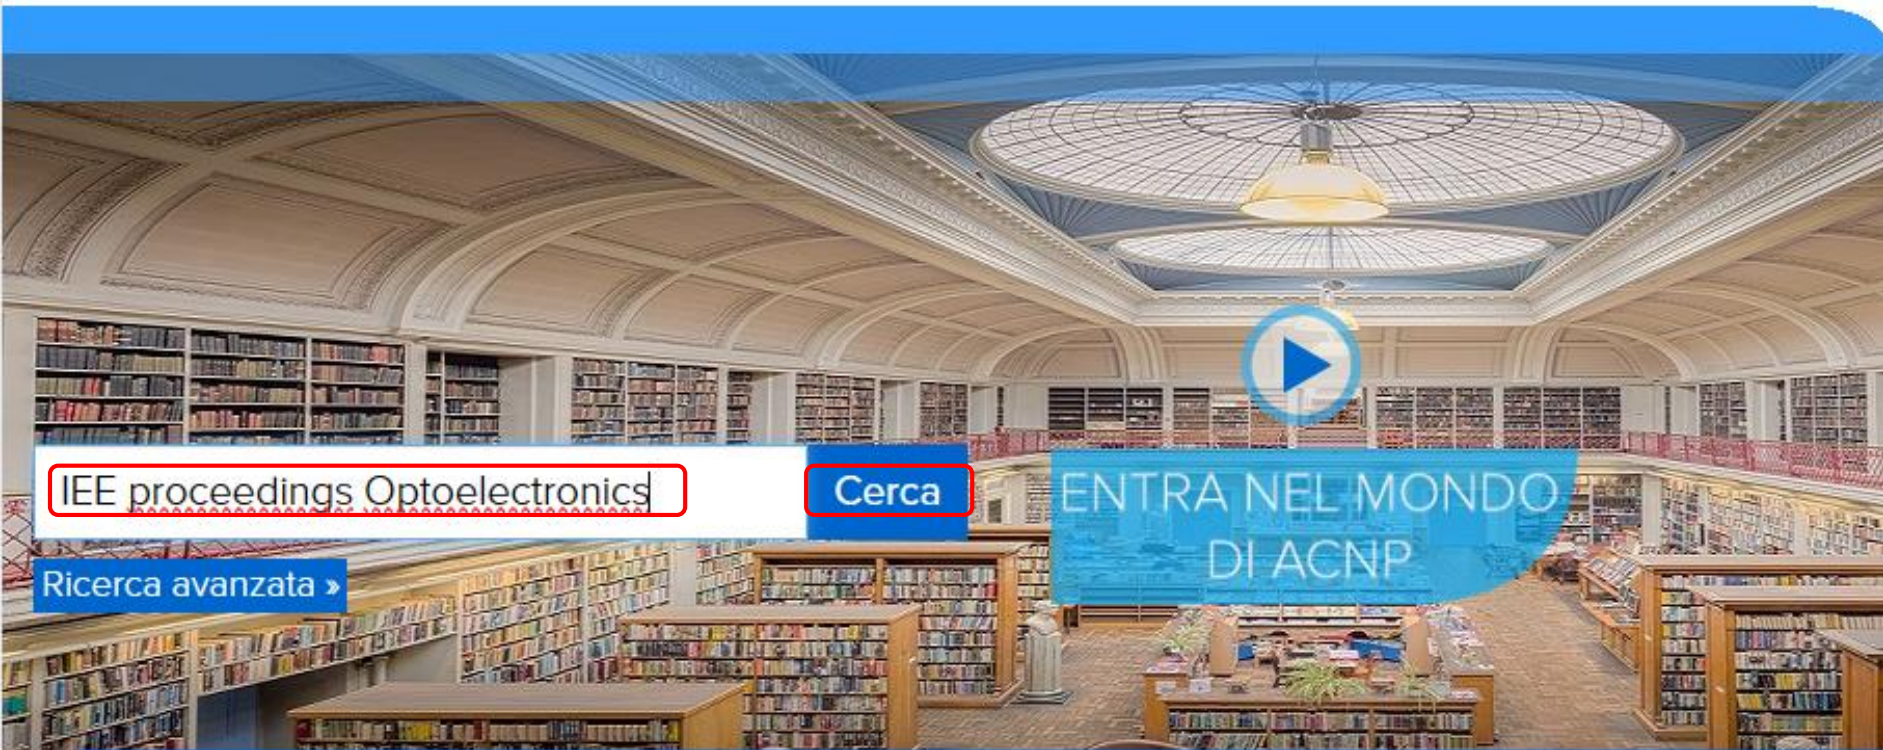 IEE proceedings Optoelectronics
Cerca
Ricerca avanzata »
ENTRA NEL MONDO
DI ACNP